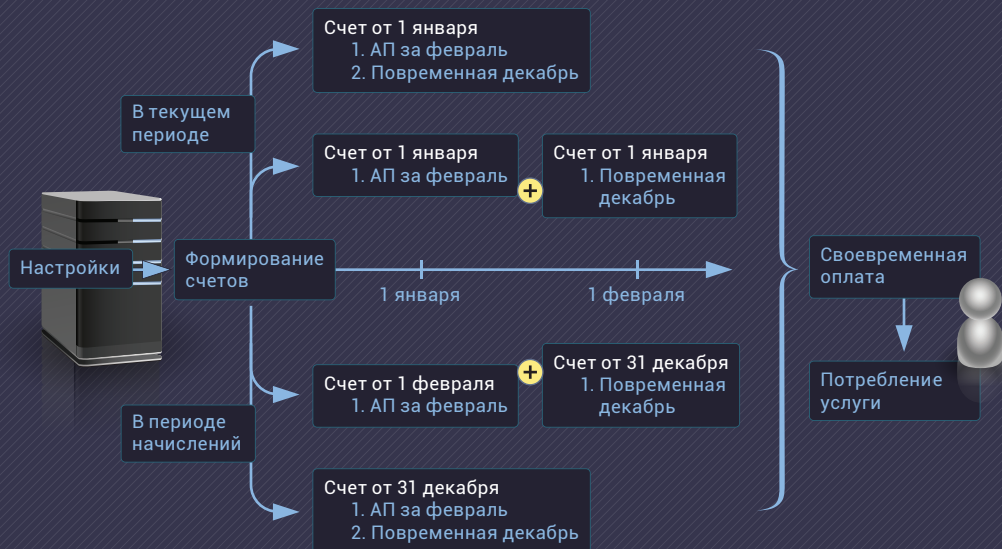 Счет от 1 января
1. АП за февраль
2. Повременная декабрь
В текущем
периоде
Счет от 1 января
1. АП за февраль
+
Счет от 1 января
1. Повременная
декабрь
Настройки
Формирование
счетов
1 января
1 февраля
Своевременная
оплата
Потребление
услуги
Счет от 1 февраля
1. АП за февраль
+
Счет от 31 декабря
1. Повременная
декабрь
В периоде
начислений
Счет от 31 декабря
1. АП за февраль
2. Повременная декабрь